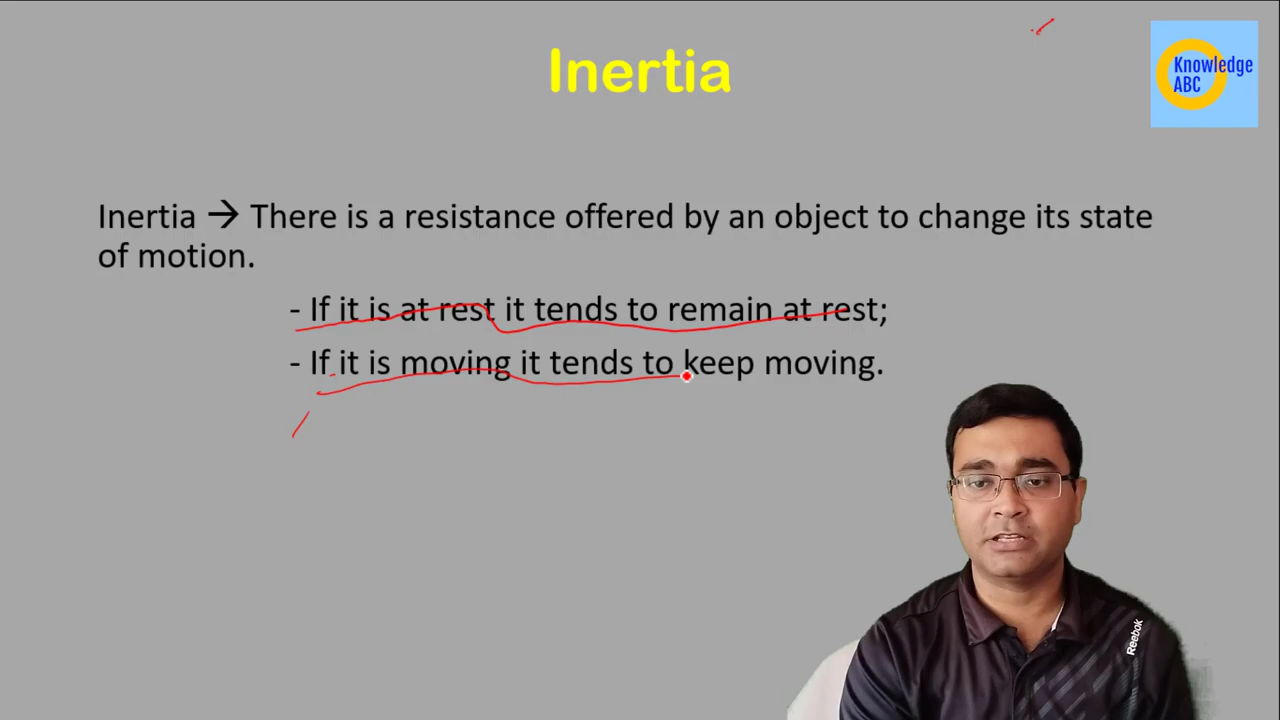 Inertia
Knowledge
ABC
Inertia → There is a resistance offered by an object to change its state
of motion.
- If it is at rest it tends to remain at rest;
- If it is moving it tends to keep moving.
Reebok